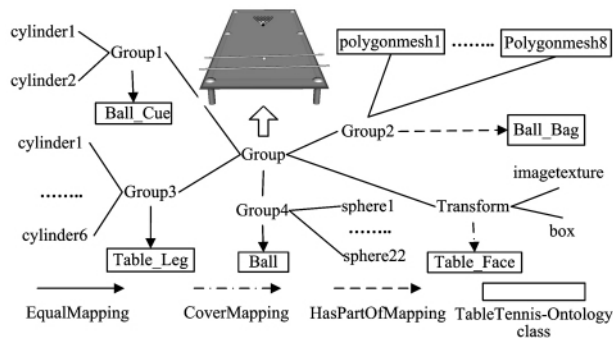 cylinder1
Group1
cylinder2
Ball_Cue
polygonmesh1
........
Polygonmesh8
Group2
Ball_Bag
cylinder1
........
cylinder6
Group3
Table_Leg
Group
Group4
sphere1
........
sphere22
Ball
Transform
imagetexture
box
Table_Face
EqualMapping
CoverMapping
HasPartOfMapping
TableTennis-Ontology
class